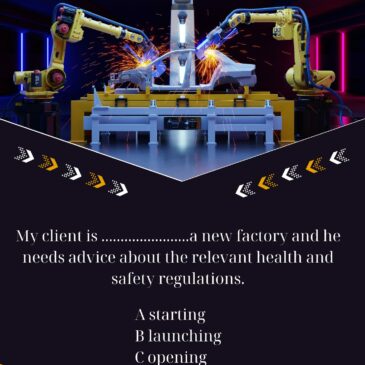 My client is .......................a new factory and he
needs advice about the relevant health and
safety regulations.
A starting
B launching
C opening